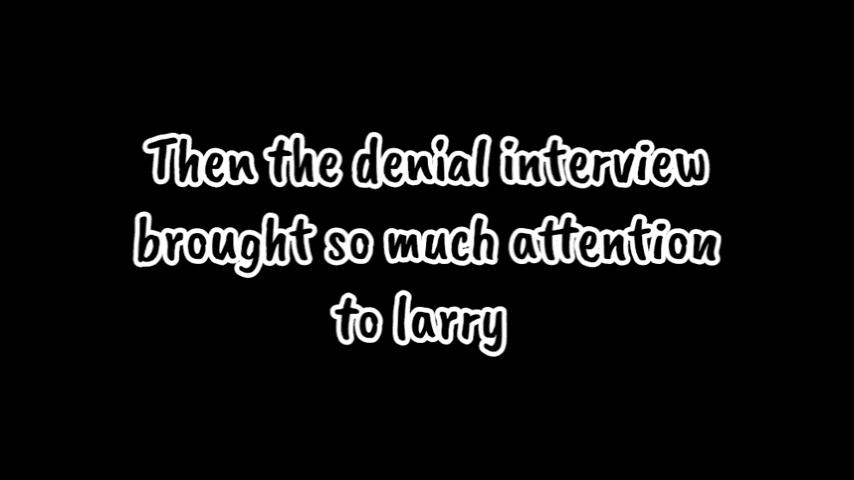 Then the denial interview
brought so much attention
to larry